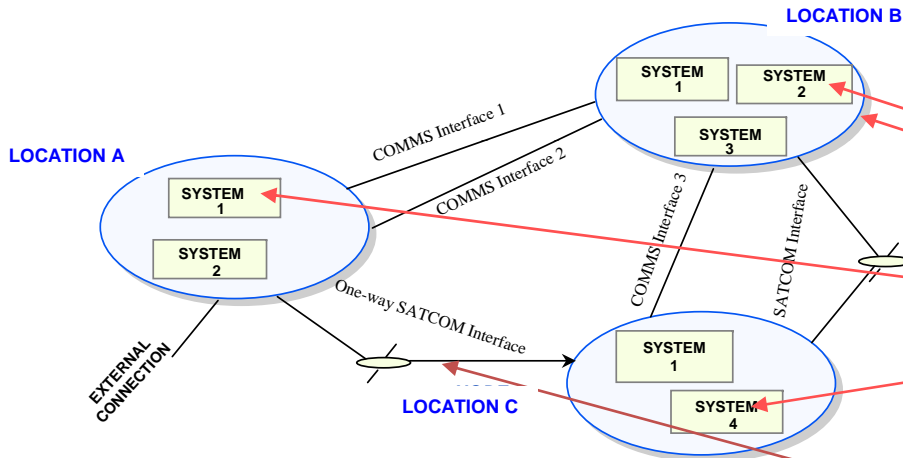 LOCATION B
SYSTEM
1
SYSTEM
2
SYSTEM
3
COMMS Interface 1
COMMS Interface 2
LOCATION A
SYSTEM
1
SYSTEM
2
COMMS Interface 3
SATCOM Interface
One-way SATCOM Interface
EXTERNAL
CONNECTION
LOCATION C
SYSTEM
1
SYSTEM
4